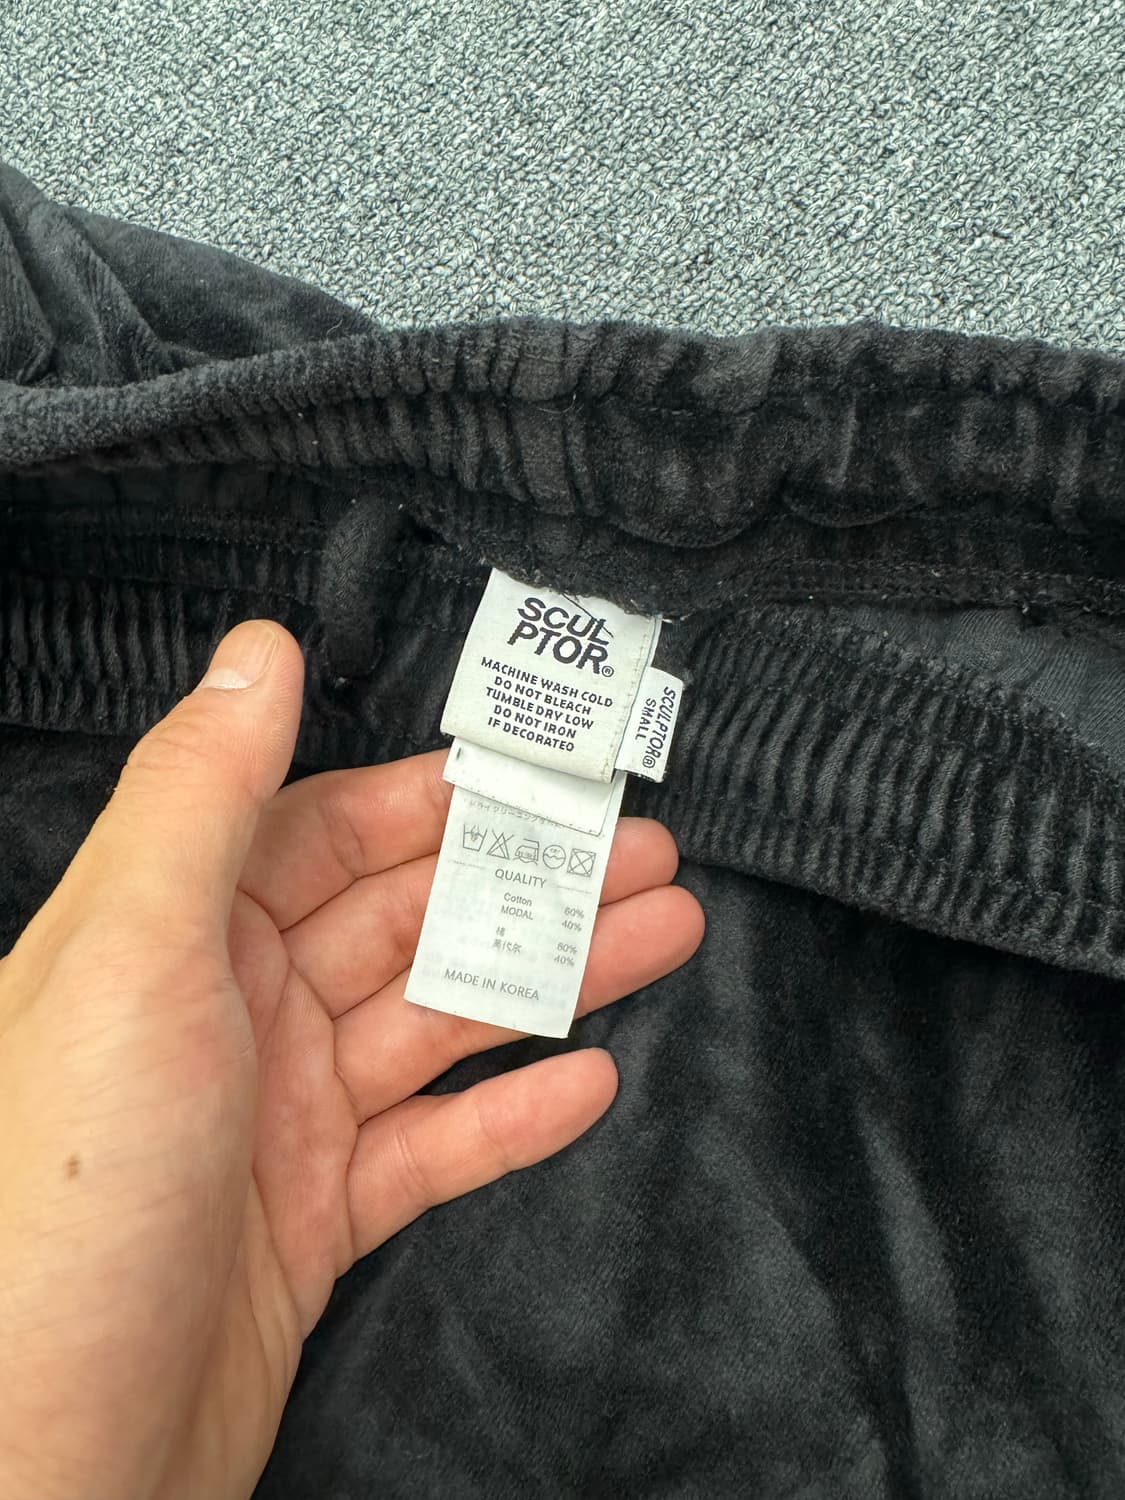 SCUL
PTOR®
MACHINE WASH COLD
DO NOT BLEACH
TUMBLE DRY LOW
DO NOT IRON
IF DECORATED
SCULPTOR®
SMALL
QUALITY
Cotton 60%
MODAL 40%
棉 60%
莫代尔 40%
MADE IN KOREA